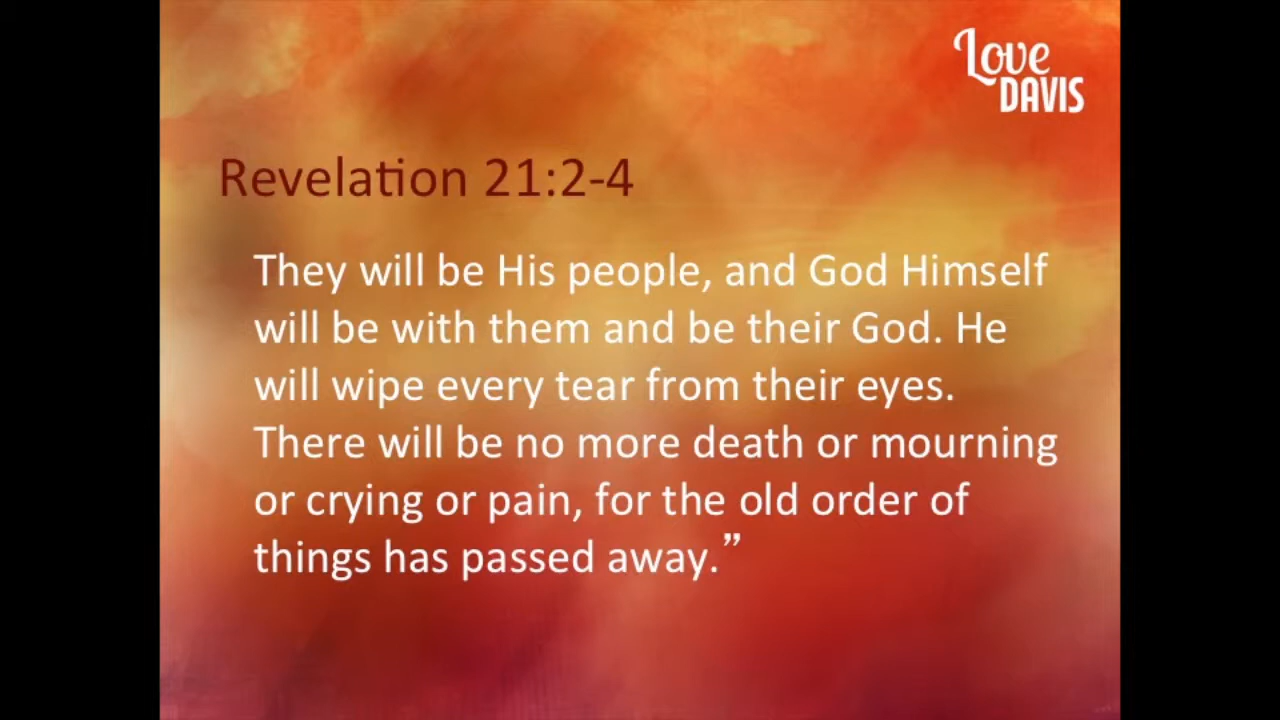 Love
DAVIS
Revelation 21:2-4
They will be His people, and God Himself
will be with them and be their God. He
will wipe every tear from their eyes.
There will be no more death or mourning
or crying or pain, for the old order of
things has passed away.”